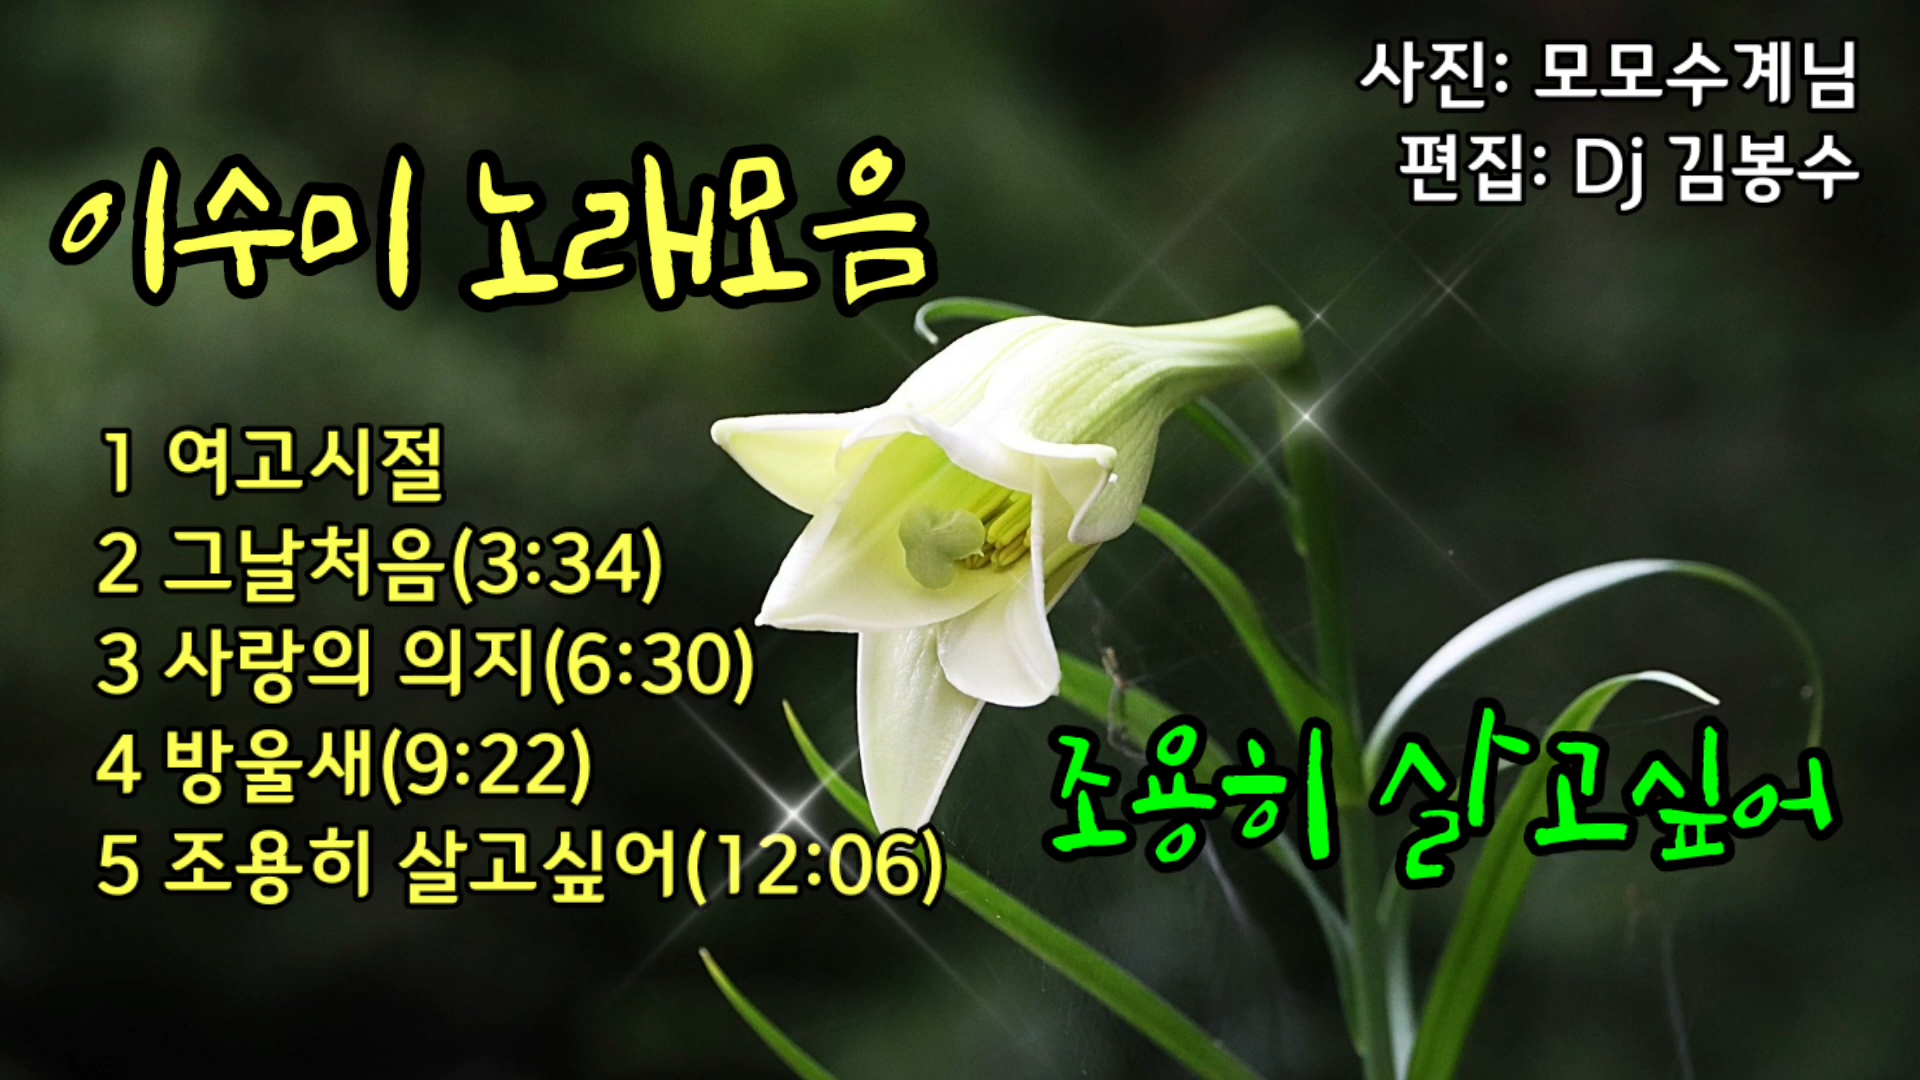 사진: 모모수계님
편집: Dj 김봉수
이수미 노래모음
1 여고시절
2 그날처음(3:34)
3 사랑의 의지(6:30)
4 방울새(9:22)
5 조용히 살고싶어(12:06)
조용히 살고싶어